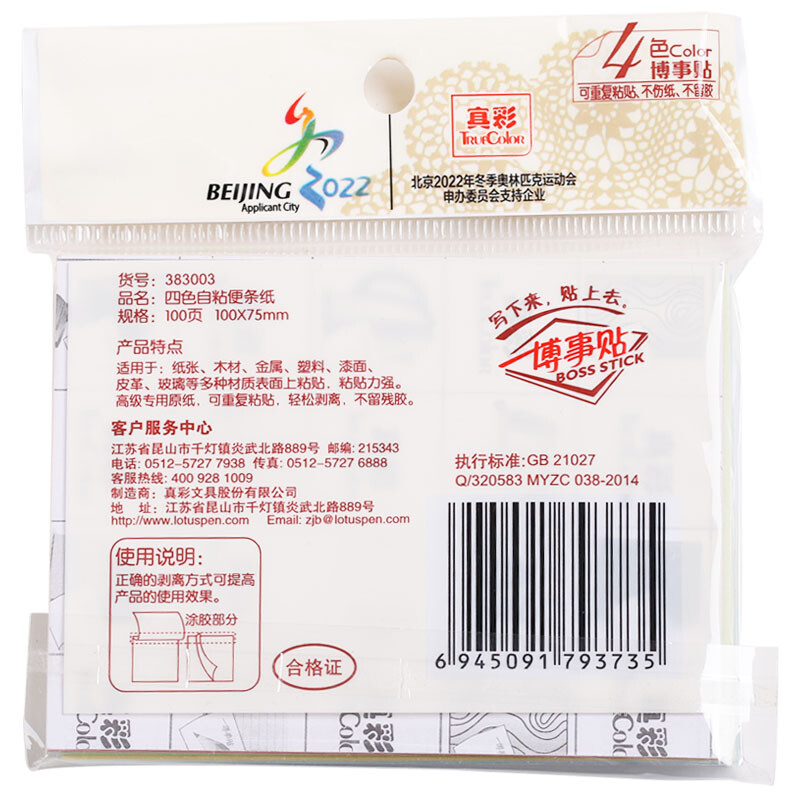 4色Color
博事贴
可重复粘贴、不伤纸、不留胶
真彩
TRUECOLOR
BEIJING 2022
Applicant City
北京2022年冬季奥林匹克运动会
申办委员会支持企业
货号：383003
品名：四色自粘便条纸
规格：100页 100X75mm
产品特点
适用于：纸张、木材、金属、塑料、漆面、
皮革、玻璃等多种材质表面上粘贴，粘贴力强。
高级专用原纸，可重复粘贴，轻松剥离，不留残胶。
写下来，贴上去。
博事贴
BOSS STICK
客户服务中心
江苏省昆山市千灯镇炎武北路889号 邮编：215343
电话：0512-5727 7938 传真：0512-5727 6888
客服热线：400 928 1009
制造商：真彩文具股份有限公司
地 址：江苏省昆山市千灯镇炎武北路889号
http://www.lotuspen.com Email: zjb@lotuspen.com
执行标准:GB 21027
Q/320583 MYZC 038-2014
使用说明：
正确的剥离方式可提高
产品的使用效果。
涂胶部分
合格证
6 945091 793735
真彩
真彩